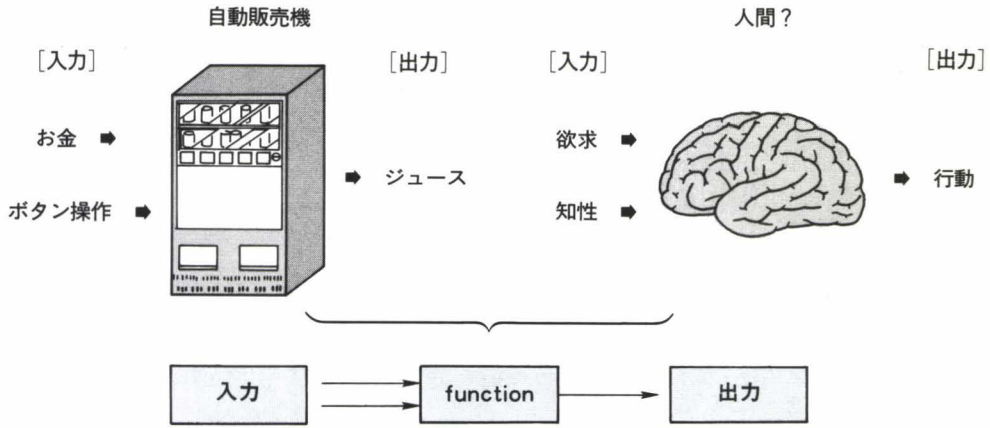 自動販売機
人間？
[入力]
[出力]
[入力]
[出力]
お金
ボタン操作
ジュース
欲求
知性
行動
入力
function
出力